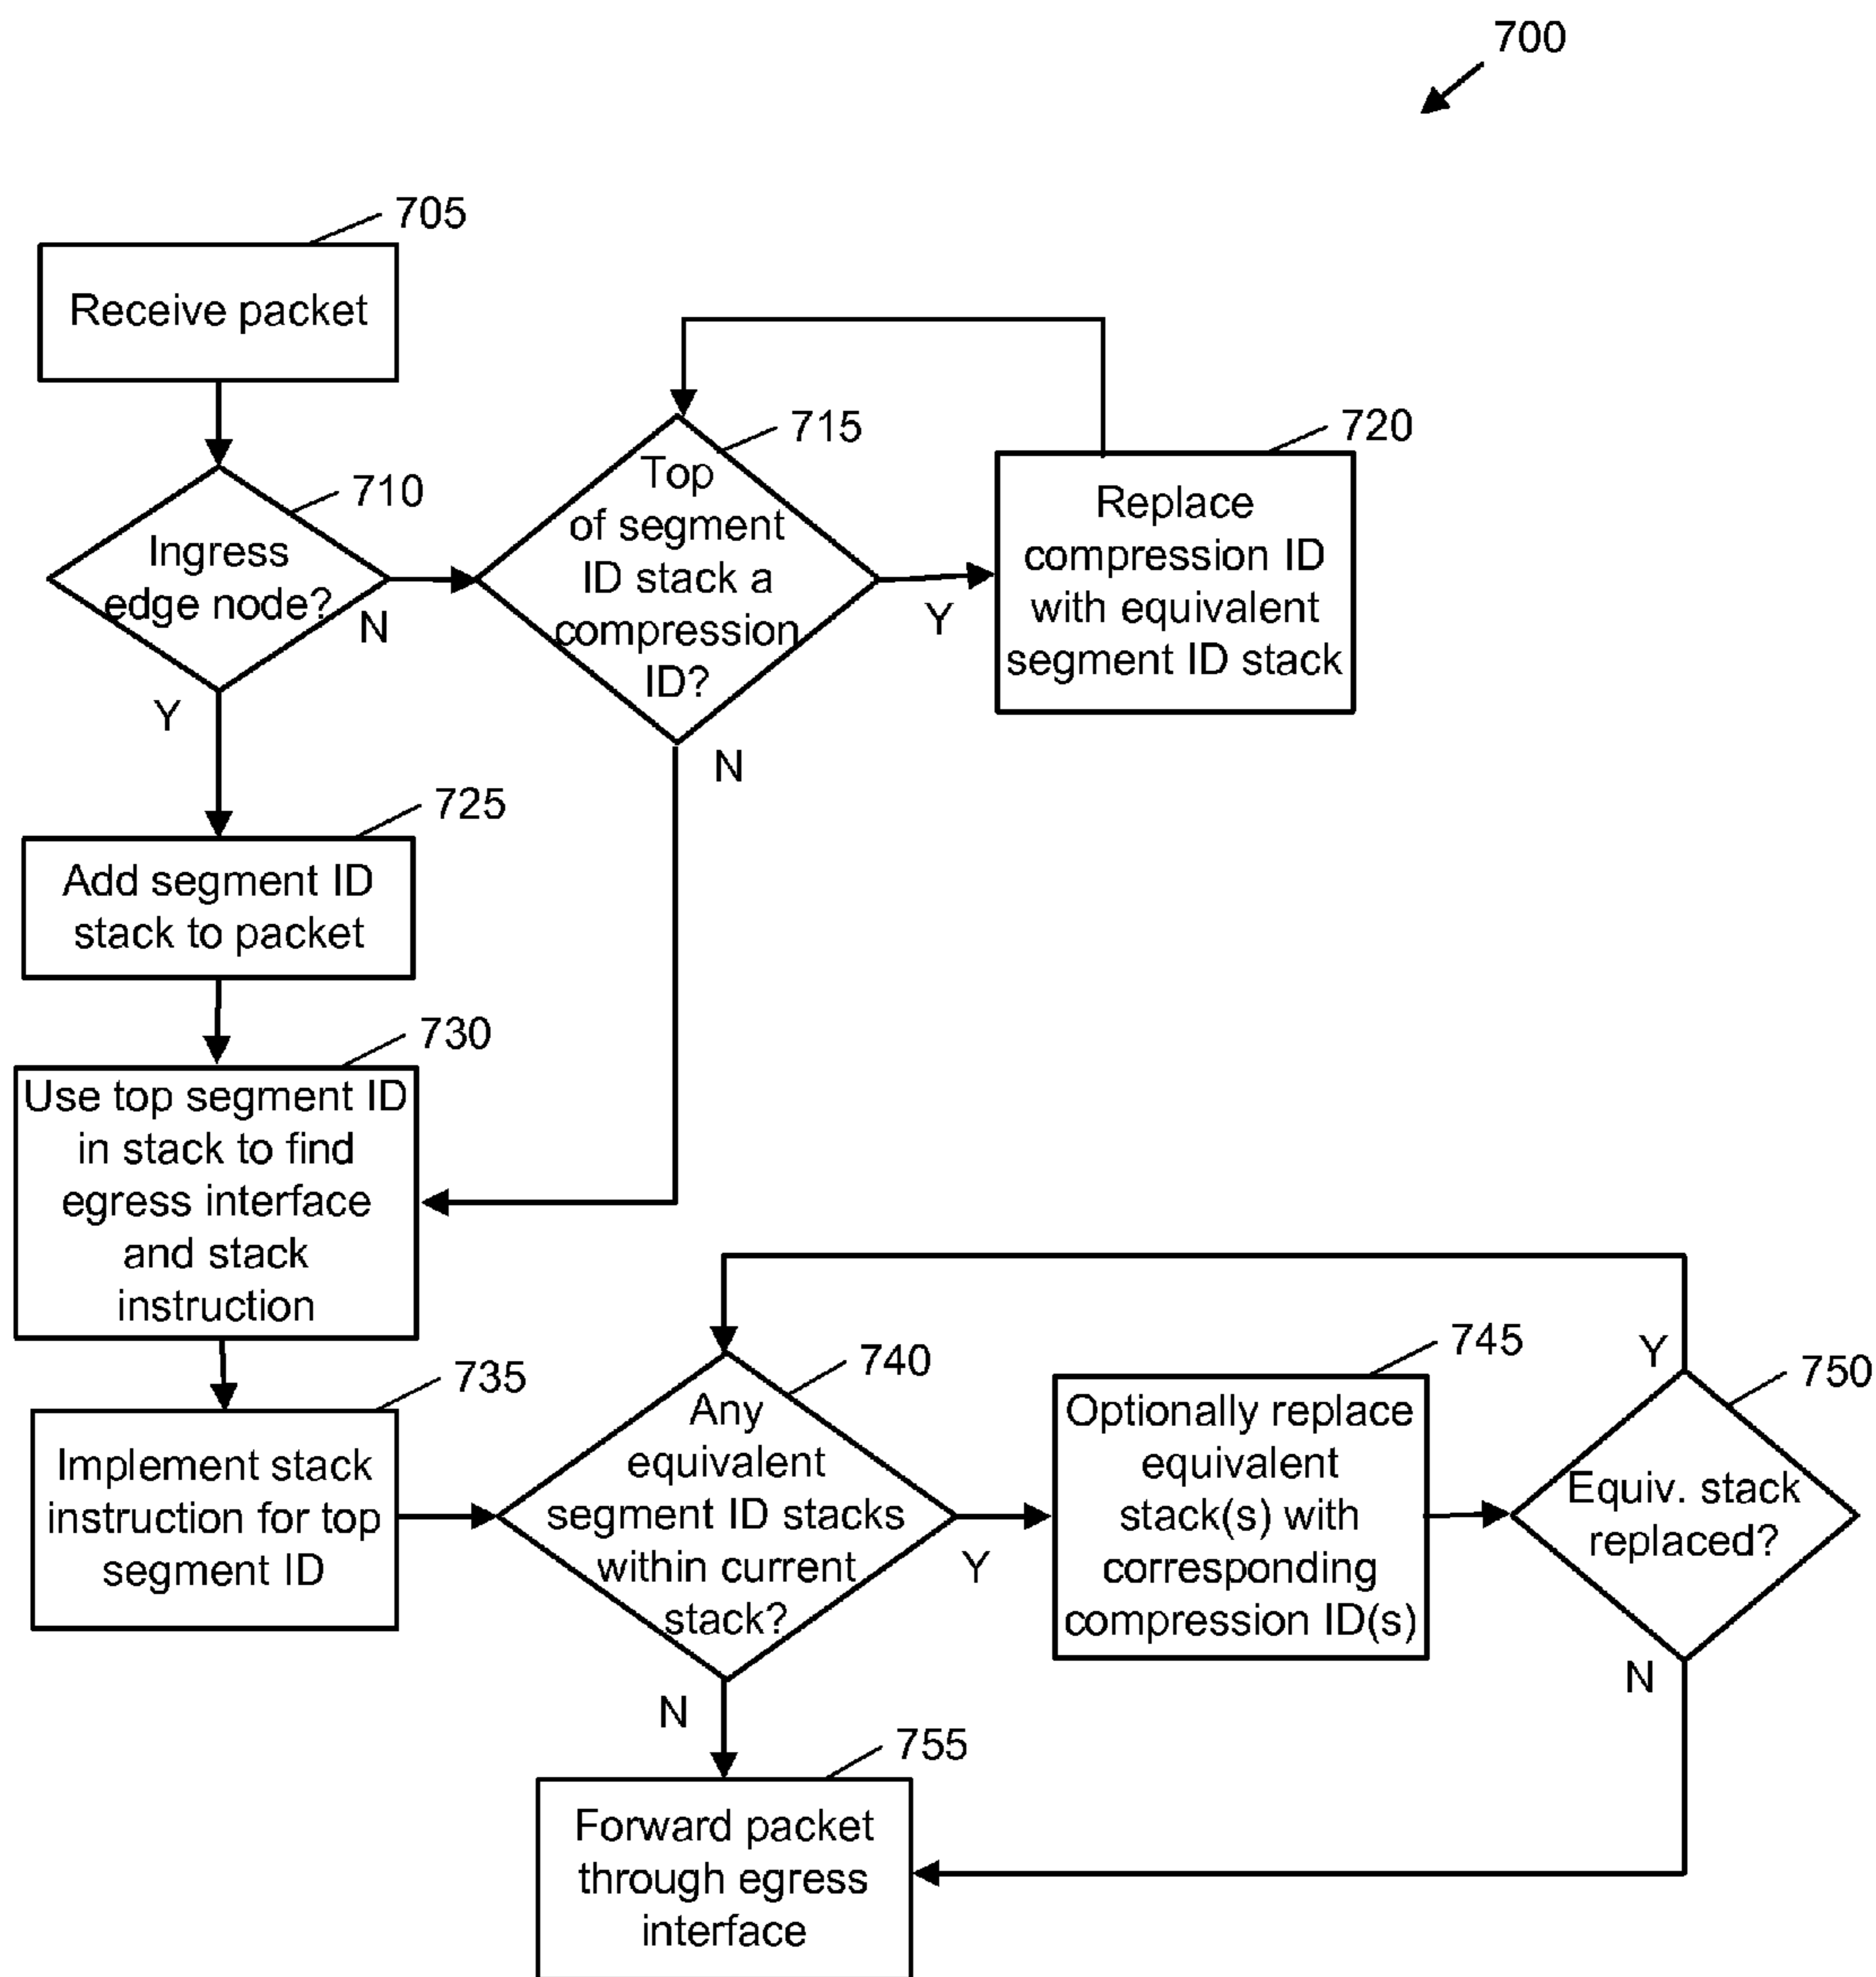 700
705
Receive packet
710
Ingress
edge node?
N
Y
715
Top
of segment
ID stack a
compression
ID?
Y
N
720
Replace
compression ID
with equivalent
segment ID stack
725
Add segment ID
stack to packet
730
Use top segment ID
in stack to find
egress interface
and stack
instruction
735
Implement stack
instruction for top
segment ID
740
Any
equivalent
segment ID stacks
within current
stack?
Y
N
745
Optionally replace
equivalent
stack(s) with
corresponding
compression ID(s)
750
Equiv. stack
replaced?
Y
N
755
Forward packet
through egress
interface